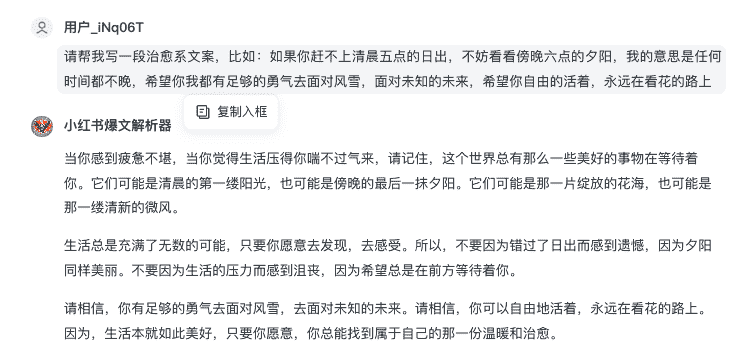 用户_iNq06T
请帮我写一段治愈系文案，比如：如果你赶不上清晨五点的日出，不妨看看傍晚六点的夕阳，我的意思是任何
时间都不晚，希望你我都有足够的勇气去面对风雪，面对未知的未来，希望你自由的活着，永远在看花的路上
复制入框
小红书爆文解析器
当你感到疲惫不堪，当你觉得生活压得你喘不过气来，请记住，这个世界总有那么一些美好的事物在等待着
你。它们可能是清晨的第一缕阳光，也可能是傍晚的最后一抹夕阳。它们可能是那一片绽放的花海，也可能是
那一缕清新的微风。
生活总是充满了无数的可能，只要你愿意去发现，去感受。所以，不要因为错过了日出而感到遗憾，因为夕阳
同样美丽。不要因为生活的压力而感到沮丧，因为希望总是在前方等待着你。
请相信，你有足够的勇气去面对风雪，去面对未知的未来。请相信，你可以自由地活着，永远在看花的路上。
因为，生活本就如此美好，只要你愿意，你总能找到属于自己的那一份温暖和治愈。